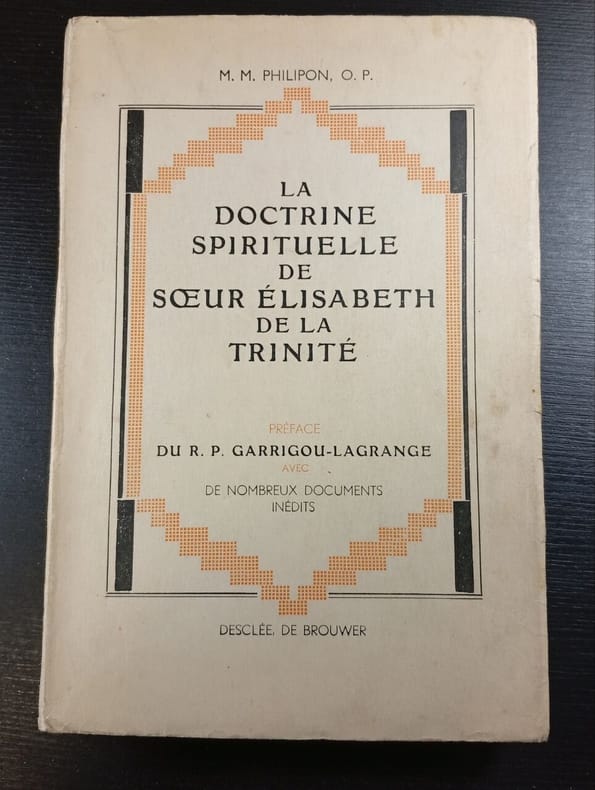 M. M. PHILIPON, O. P.
LA
DOCTRINE
SPIRITUELLE
DE
SŒUR ÉLISABETH
DE LA
TRINITÉ
PRÉFACE
DU R. P. GARRIGOU-LAGRANGE
AVEC
DE NOMBREUX DOCUMENTS
INÉDITS
DESCLÉE, DE BROUWER